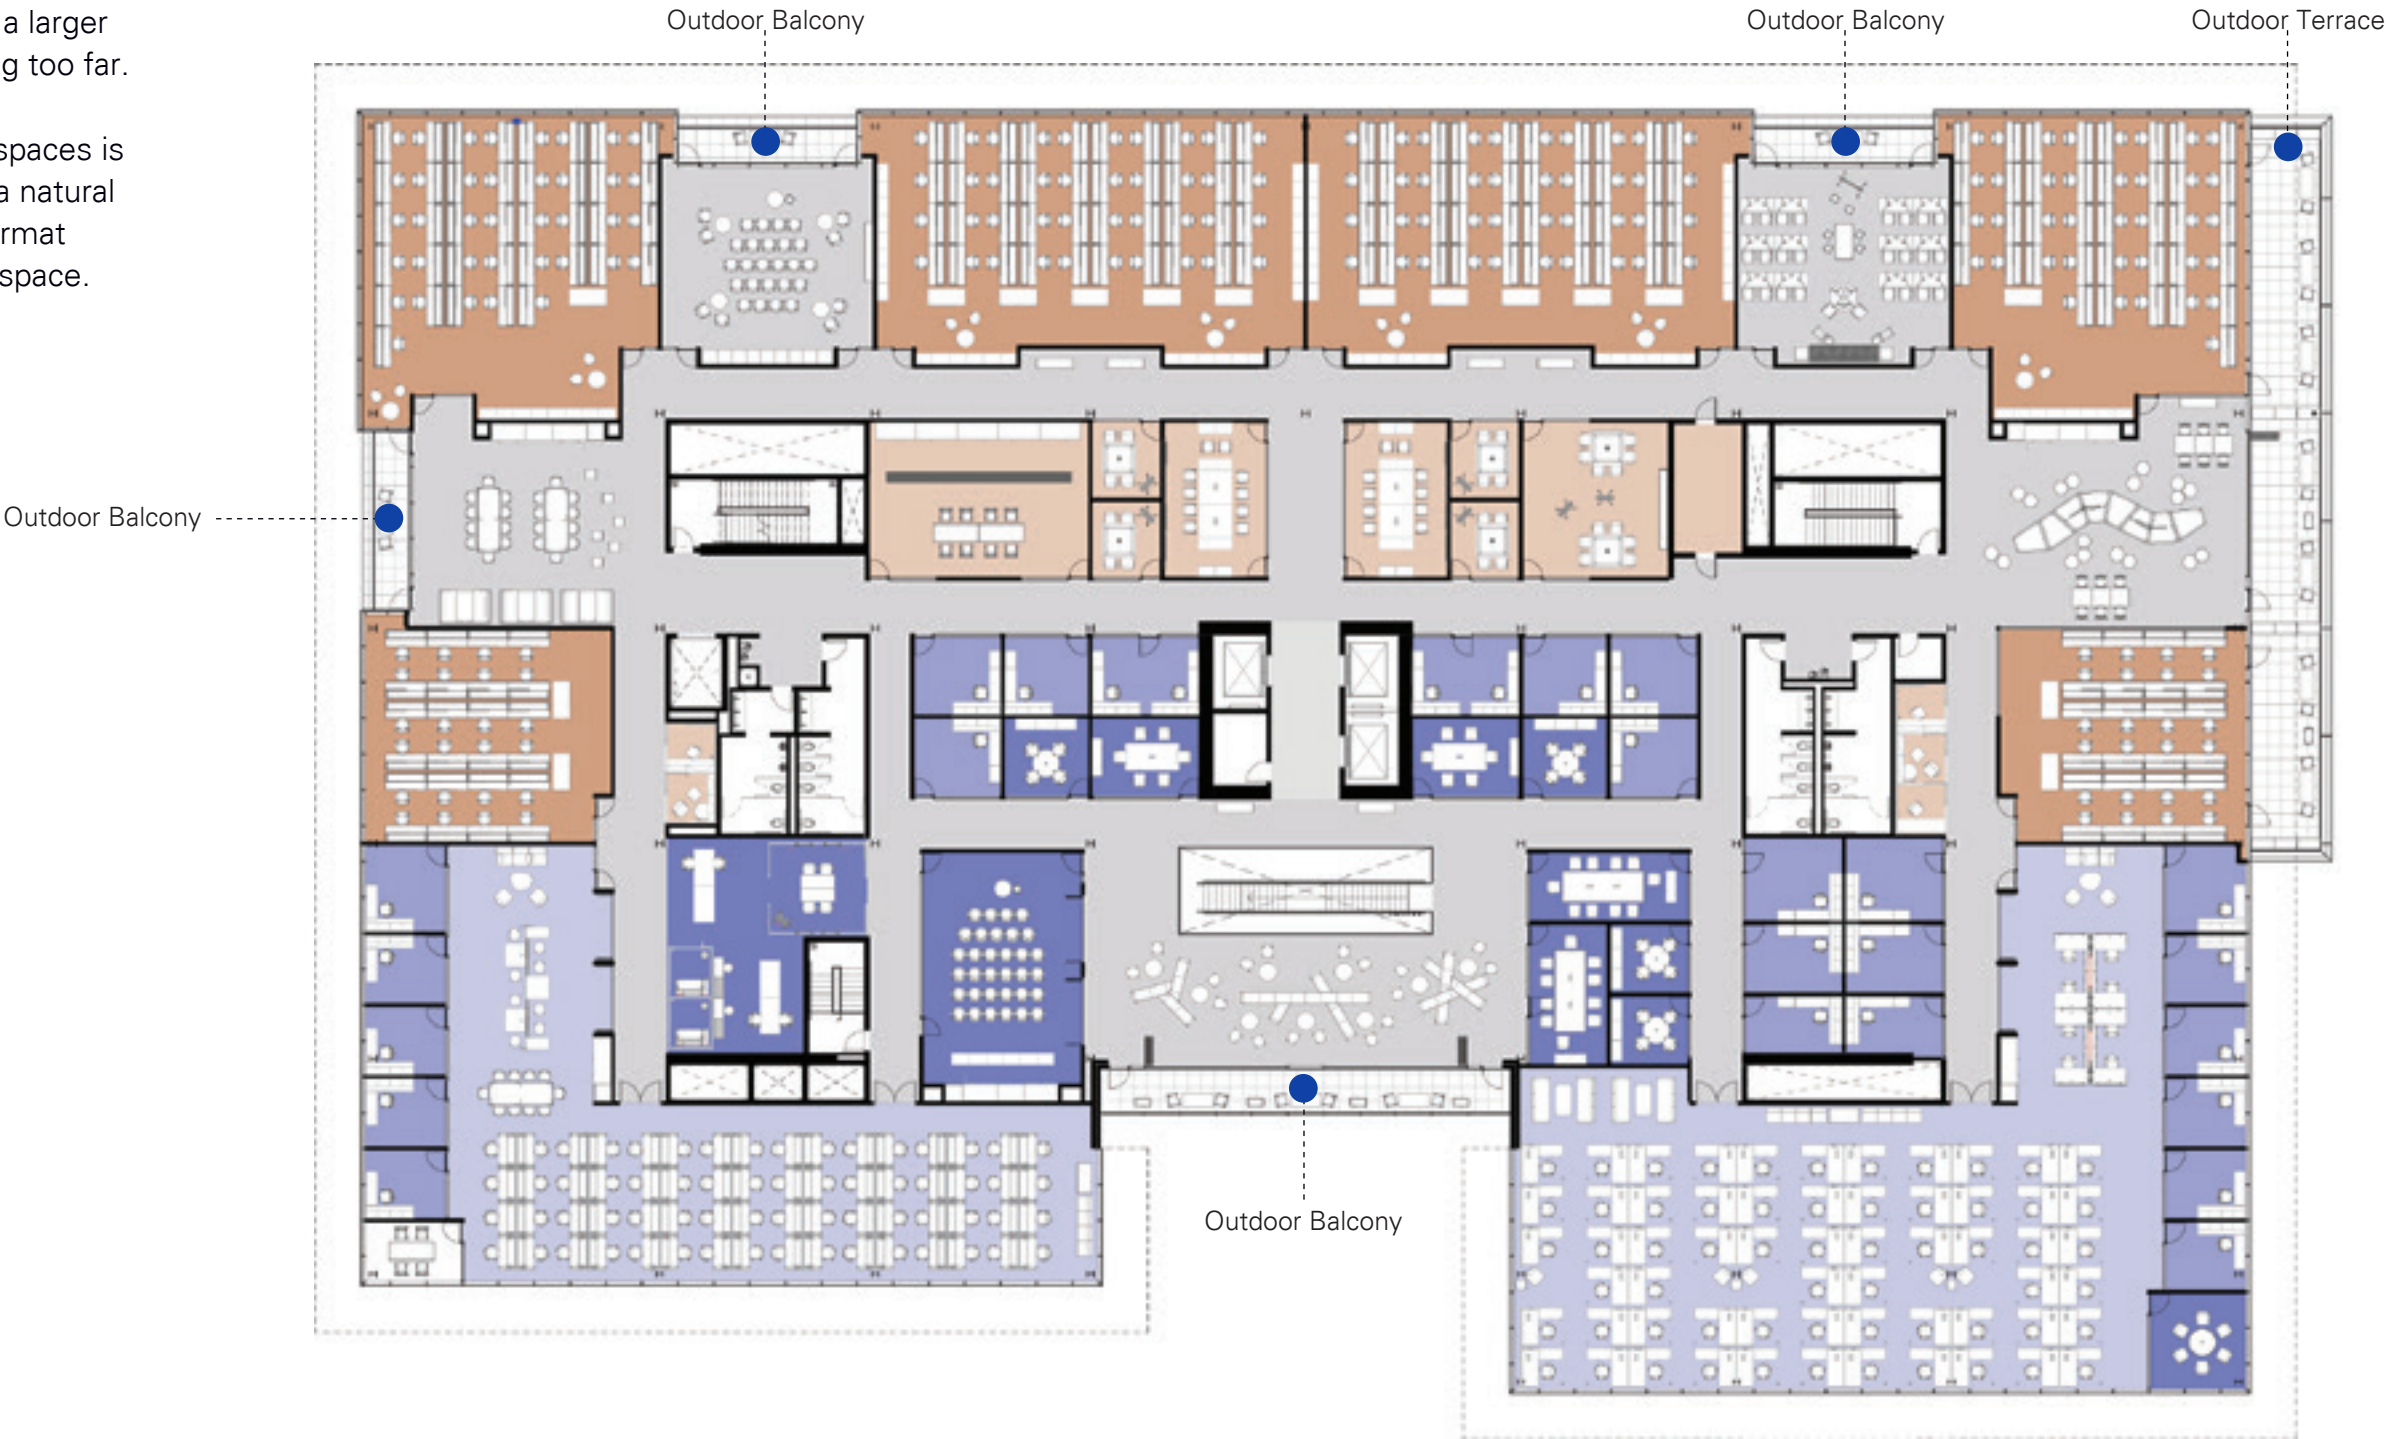 a larger
g too far.
spaces is
a natural
rmat
space.
Outdoor Balcony
Outdoor Balcony
Outdoor Terrace
Outdoor Balcony
Outdoor Balcony